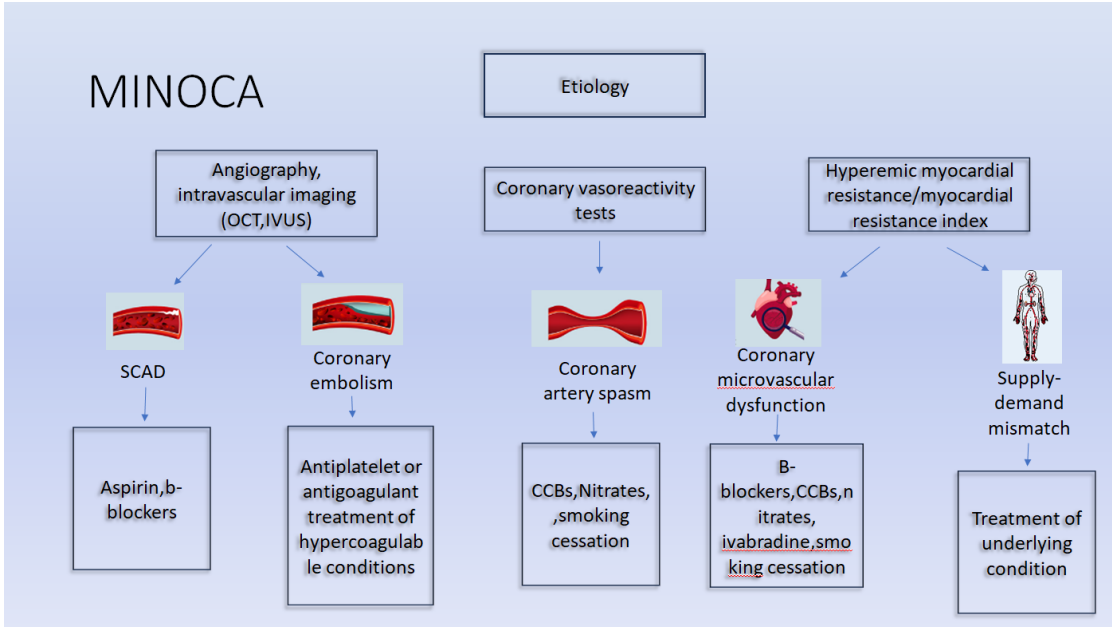 MINOCA
Etiology
Angiography,
intravascular imaging
(OCT,IVUS)
Coronary vasoreactivity
tests
Hyperemic myocardial
resistance/myocardial
resistance index
SCAD
Coronary
embolism
Coronary
artery spasm
Coronary
microvascular
dysfunction
Supply-
demand
mismatch
Aspirin,b-
blockers
Antiplatelet or
antigoagulant
treatment of
hypercoagulab
le conditions
CCBs,Nitrates,
,smoking
cessation
B-
blockers,CCBs,n
itrates,
ivabradine,smo
king cessation
Treatment of
underlying
condition